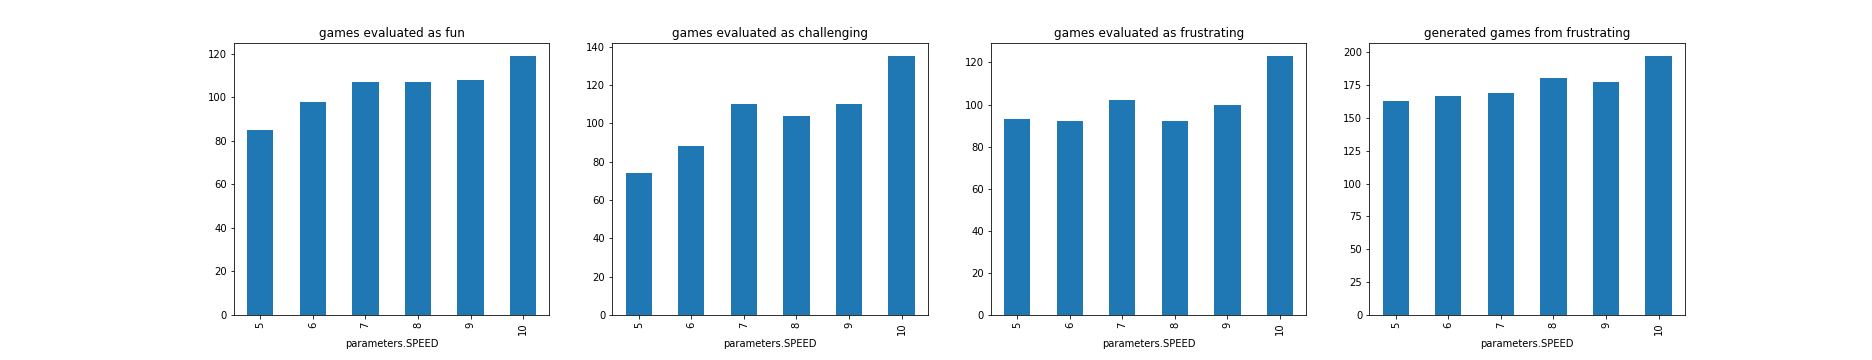 games evaluated as fun
120
100
80
60
40
20
0
5 6 7 8 9 10
parameters.SPEED
games evaluated as challenging
140
120
100
80
60
40
20
0
5 6 7 8 9 10
parameters.SPEED
games evaluated as frustrating
120
100
80
60
40
20
0
5 6 7 8 9 10
parameters.SPEED
generated games from frustrating
200
175
150
125
100
75
50
25
0
5 6 7 8 9 10
parameters.SPEED